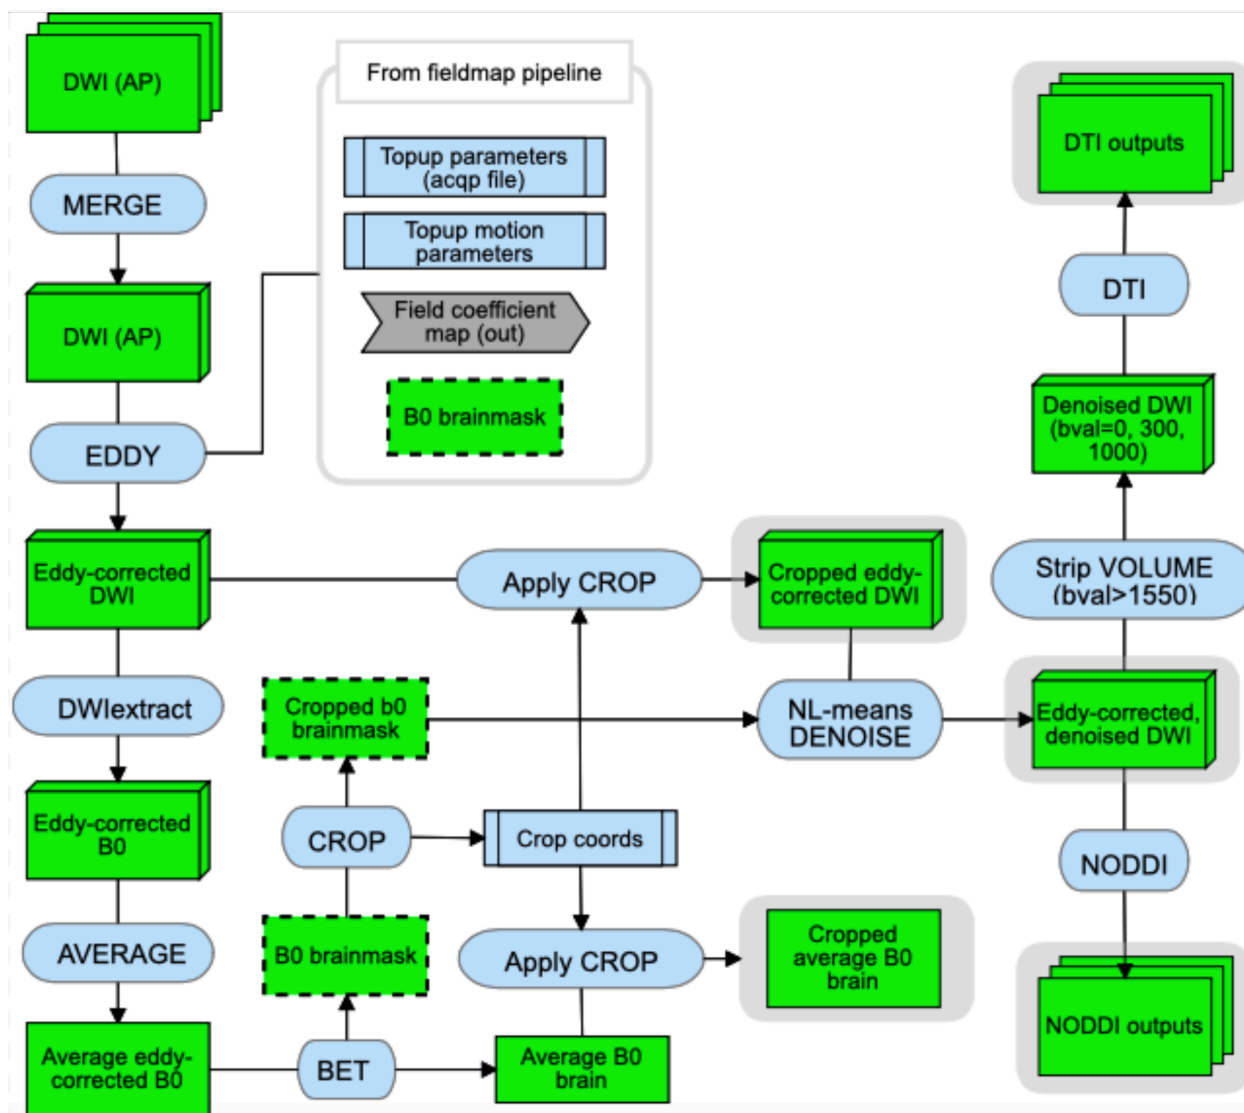 DWI (AP)
MERGE
DWI (AP)
EDDY
Eddy-corrected
DWI
DWIextract
Eddy-corrected
B0
AVERAGE
Average eddy-
corrected B0
From fieldmap pipeline
Topup parameters
(acqp file)
Topup motion
parameters
Field coefficient
map (out)
B0 brainmask
Cropped b0
brainmask
CROP
B0 brainmask
BET
Apply CROP
Crop coords
Apply CROP
Average B0
brain
Cropped eddy-
corrected DWI
NL-means
DENOISE
Cropped
average B0
brain
DTI outputs
DTI
Denoised DWI
(bval=0, 300,
1000)
Strip VOLUME
(bval>1550)
Eddy-corrected,
denoised DWI
NODDI
NODDI outputs